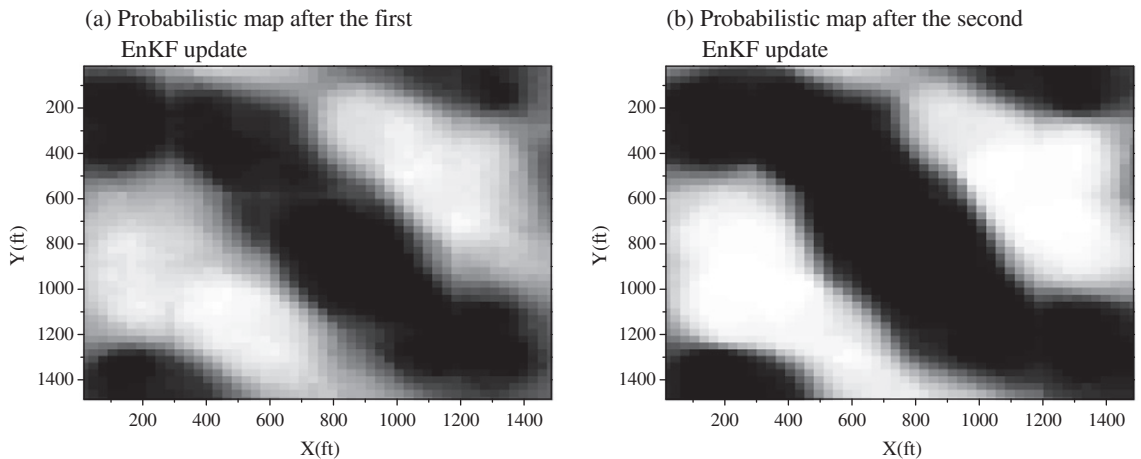 (a) Probabilistic map after the first
EnKF update
200
400
600
800
1000
1200
1400
Y(ft)
200 400 600 800 1000 1200 1400
X(ft)
(b) Probabilistic map after the second
EnKF update
200
400
600
800
1000
1200
1400
Y(ft)
200 400 600 800 1000 1200 1400
X(ft)